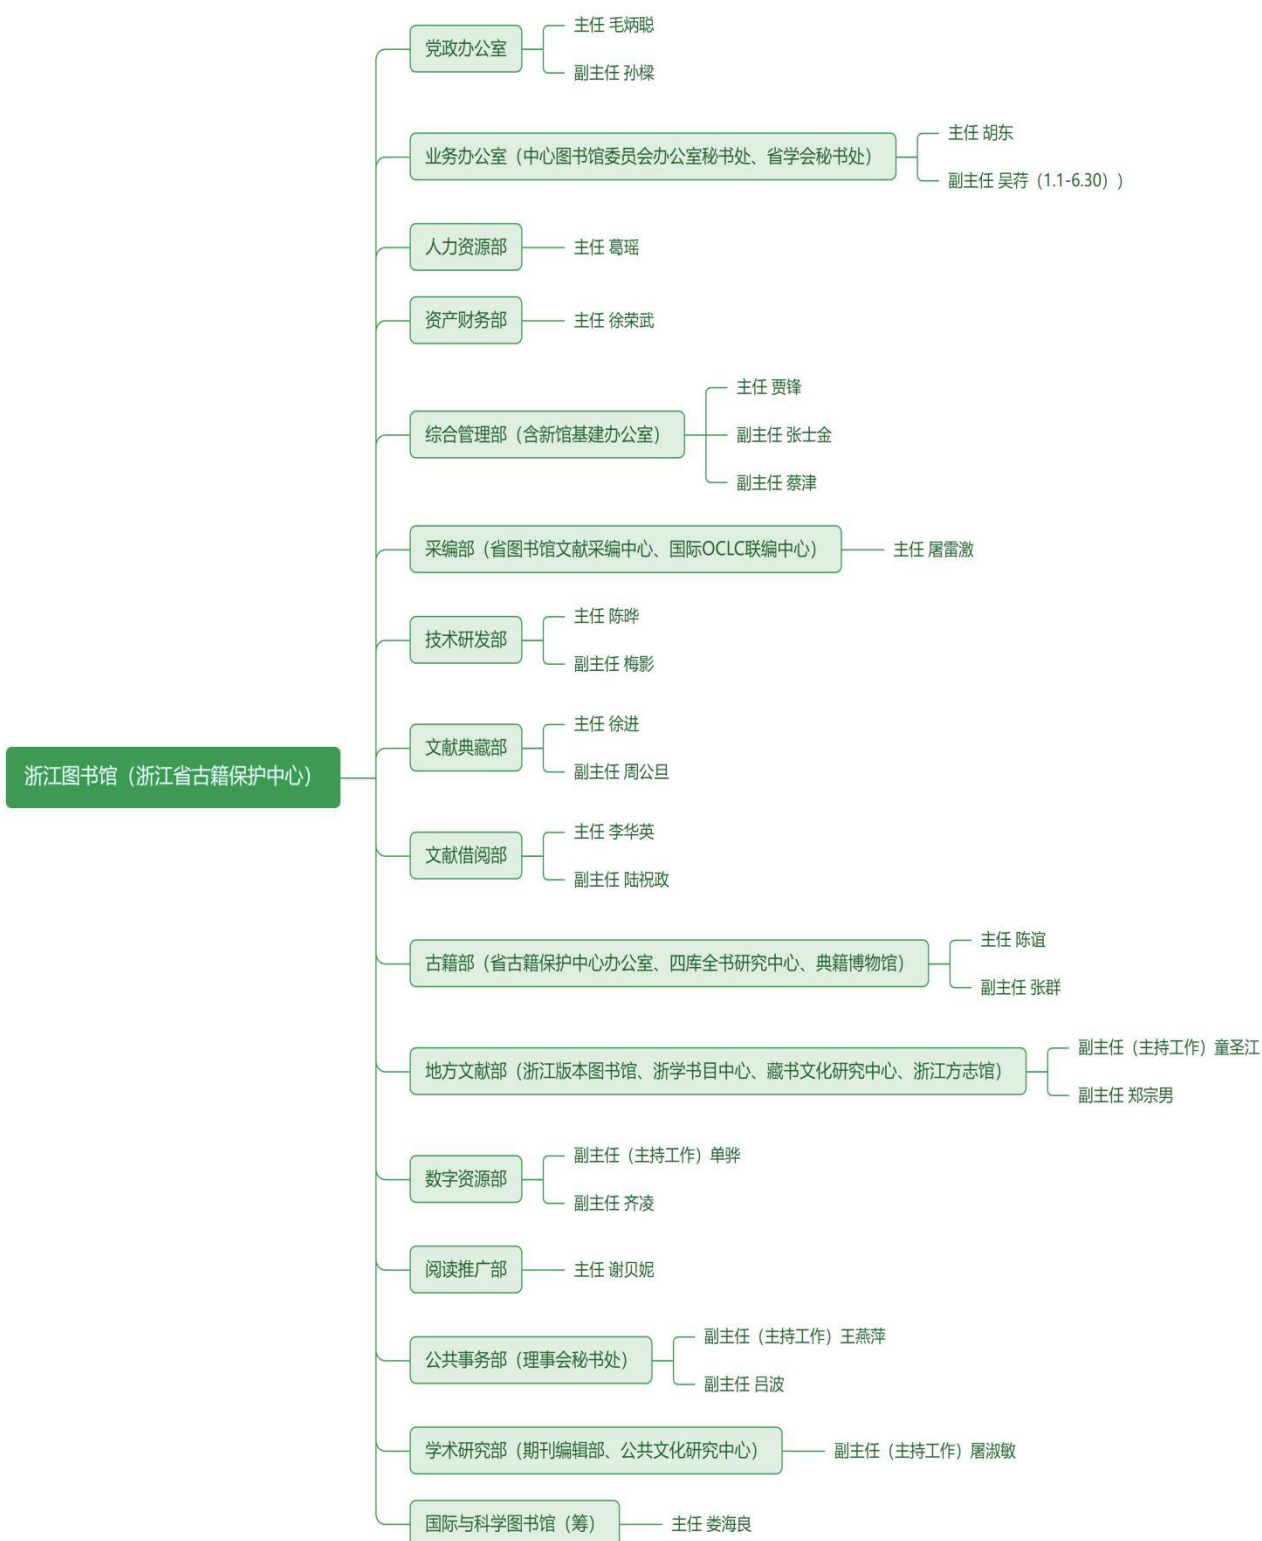 浙江图书馆（浙江省古籍保护中心）
党政办公室
主任 毛炳聪
副主任 孙樑
业务办公室（中心图书馆委员会办公室秘书处、省学会秘书处）
主任 胡东
副主任 吴荇（1.1-6.30））
人力资源部
主任 葛瑶
资产财务部
主任 徐荣武
综合管理部（含新馆基建办公室）
主任 贾锋
副主任 张士金
副主任 蔡津
采编部（省图书馆文献采编中心、国际OCLC联编中心）
主任 屠雷激
技术研发部
主任 陈晔
副主任 梅影
文献典藏部
主任 徐进
副主任 周公旦
文献借阅部
主任 李华英
副主任 陆祝政
古籍部（省古籍保护中心办公室、四库全书研究中心、典籍博物馆）
主任 陈谊
副主任 张群
地方文献部（浙江版本图书馆、浙学书目中心、藏书文化研究中心、浙江方志馆）
副主任（主持工作）童圣江
副主任 郑宗男
数字资源部
副主任（主持工作）单骅
副主任 齐凌
阅读推广部
主任 谢贝妮
公共事务部（理事会秘书处）
副主任（主持工作）王燕萍
副主任 吕波
学术研究部（期刊编辑部、公共文化研究中心）
副主任（主持工作）屠淑敏
国际与科学图书馆（筹）
主任 娄海良